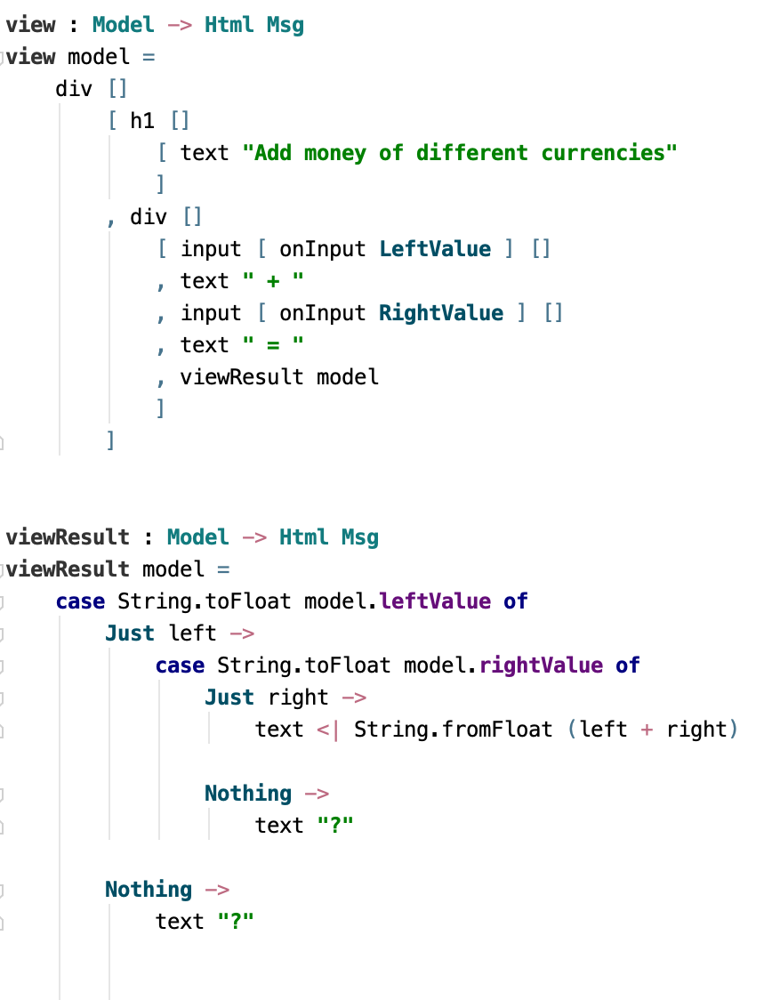 view : Model -> Html Msg
view model =
    div []
        [ h1 []
            [ text "Add money of different currencies"
            ]
        , div []
            [ input [ onInput LeftValue ] []
            , text " + "
            , input [ onInput RightValue ] []
            , text " = "
            , viewResult model
            ]
        ]
viewResult : Model -> Html Msg
viewResult model =
    case String.toFloat model.leftValue of
        Just left ->
            case String.toFloat model.rightValue of
                Just right ->
                    text <| String.fromFloat (left + right)
                Nothing ->
                    text "?"
        Nothing ->
            text "?"